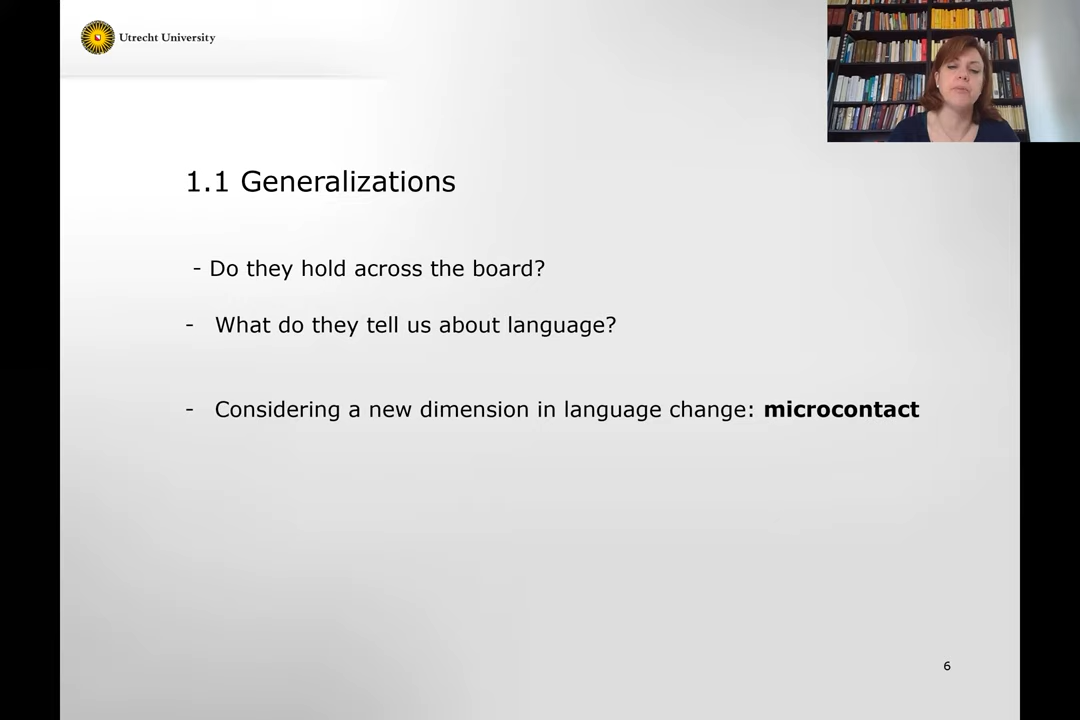 Utrecht University
1.1 Generalizations
- Do they hold across the board?
- What do they tell us about language?
- Considering a new dimension in language change: microcontact
6